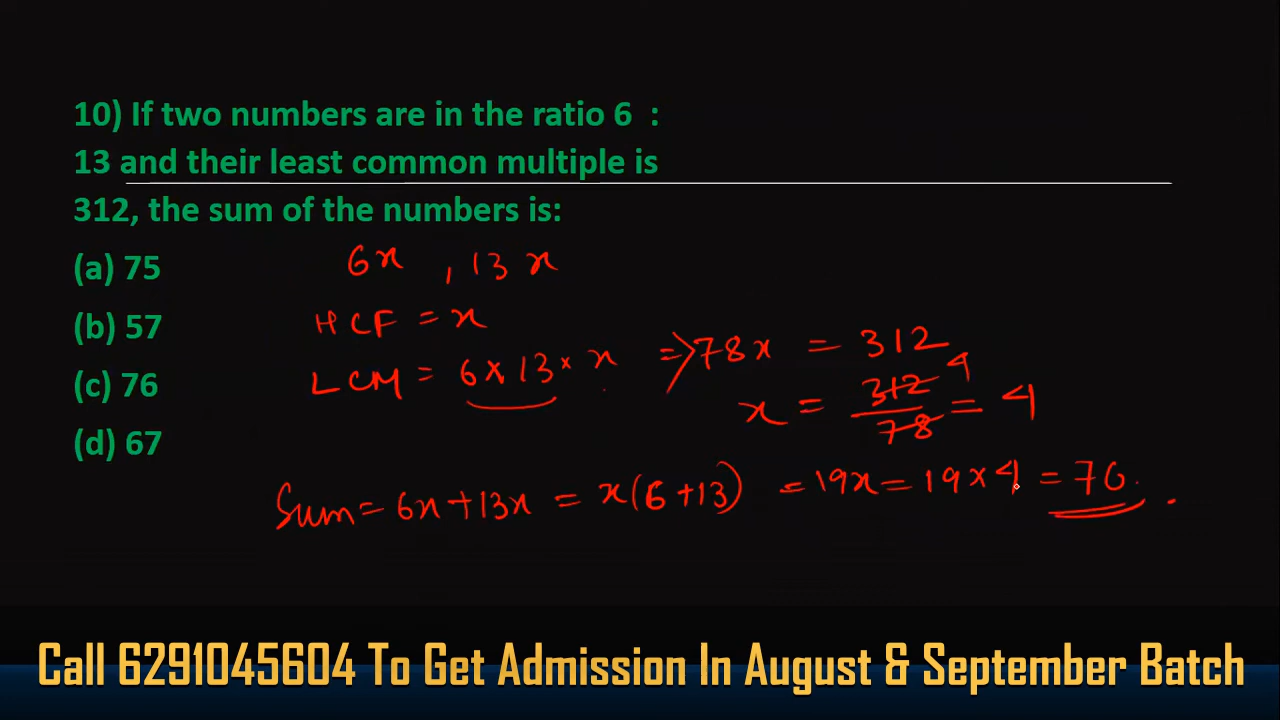 10) If two numbers are in the ratio 6 :
13 and their least common multiple is
312, the sum of the numbers is:
(a) 75
(b) 57
(c) 76
(d) 67
6x , 13x
HCF = x
LCM = 6 × 13 × x => 78x = 312
x = 312/78 = 4
4
Sum = 6x + 13x = x(6 + 13) = 19x = 19 × 4 = 76.
Call 6291045604 To Get Admission In August & September Batch